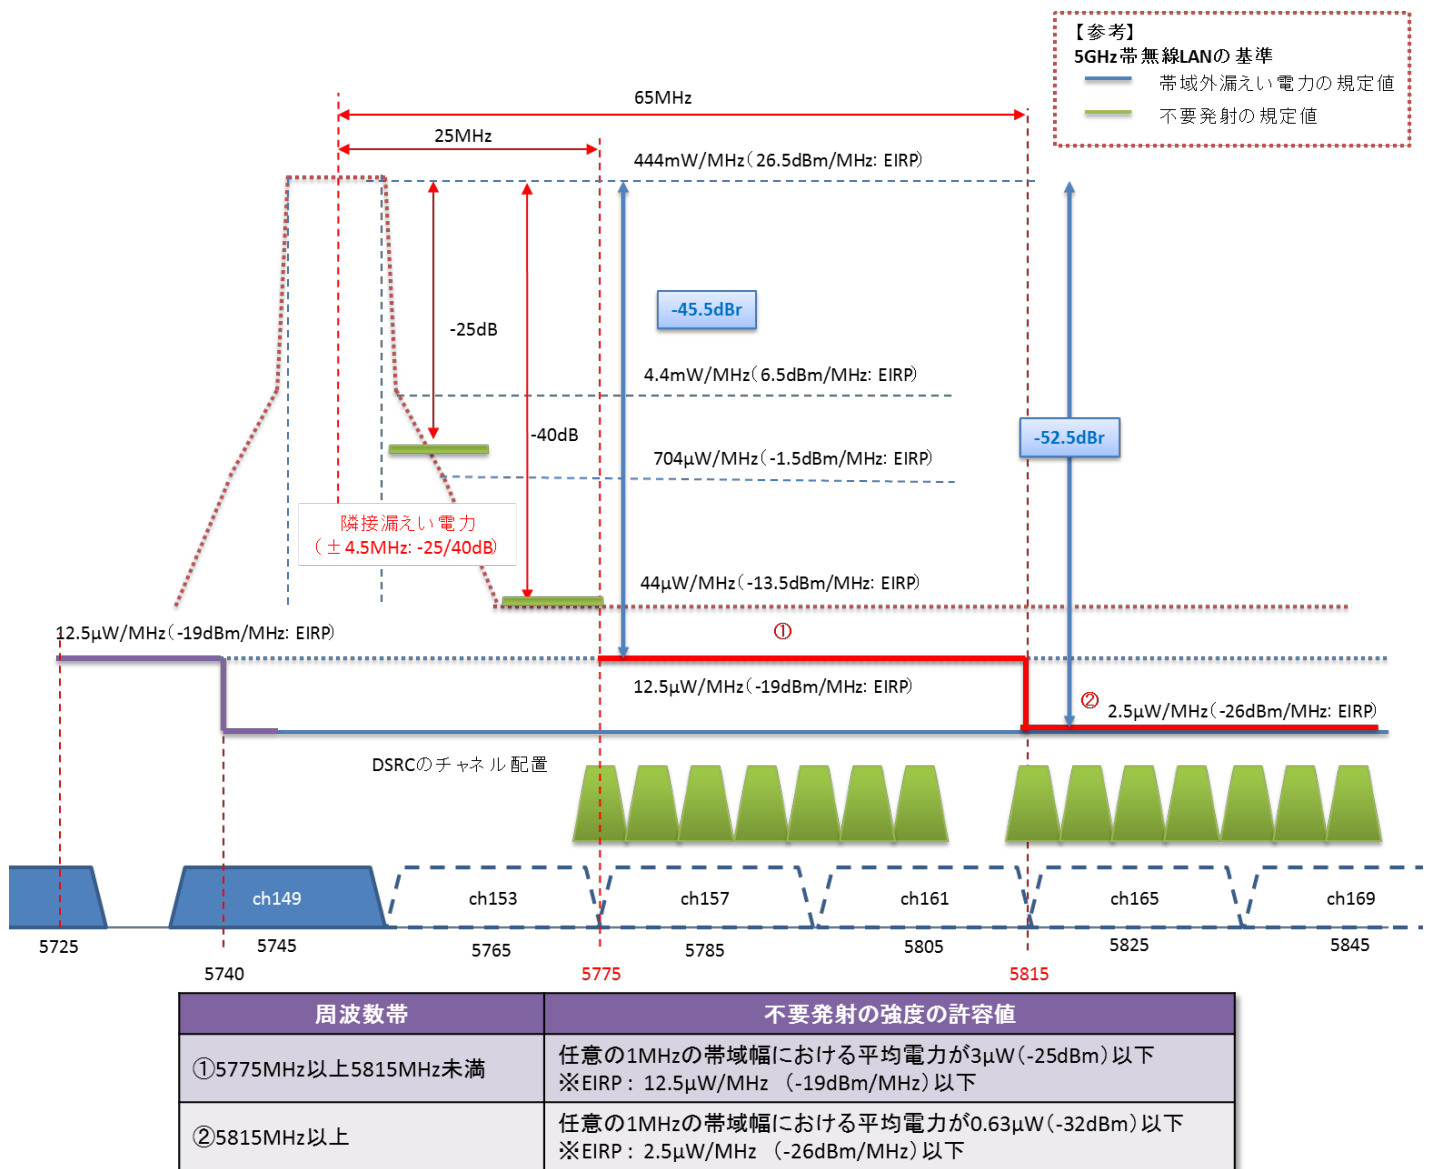 【参考】
5GHz帯無線LANの基準
帯域外漏えい電力の規定値
不要発射の規定値
65MHz
25MHz
444mW/MHz(26.5dBm/MHz: EIRP)
-45.5dBr
-25dB
4.4mW/MHz(6.5dBm/MHz: EIRP)
-40dB
-52.5dBr
704μW/MHz(-1.5dBm/MHz: EIRP)
隣接漏えい電力
(±4.5MHz: -25/40dB)
44μW/MHz(-13.5dBm/MHz: EIRP)
12.5μW/MHz(-19dBm/MHz: EIRP)
①
12.5μW/MHz(-19dBm/MHz: EIRP)
②
2.5μW/MHz(-26dBm/MHz: EIRP)
DSRCのチャネル配置
ch149 ch153 ch157 ch161 ch165 ch169
5725 5745 5765 5785 5805 5825 5845
5740 5775 5815
周波数帯 不要発射の強度の許容値
①5775MHz以上5815MHz未満
任意の1MHzの帯域幅における平均電力が3μW(-25dBm)以下
※EIRP : 12.5μW/MHz (-19dBm/MHz)以下
②5815MHz以上
任意の1MHzの帯域幅における平均電力が0.63μW(-32dBm)以下
※EIRP : 2.5μW/MHz (-26dBm/MHz)以下